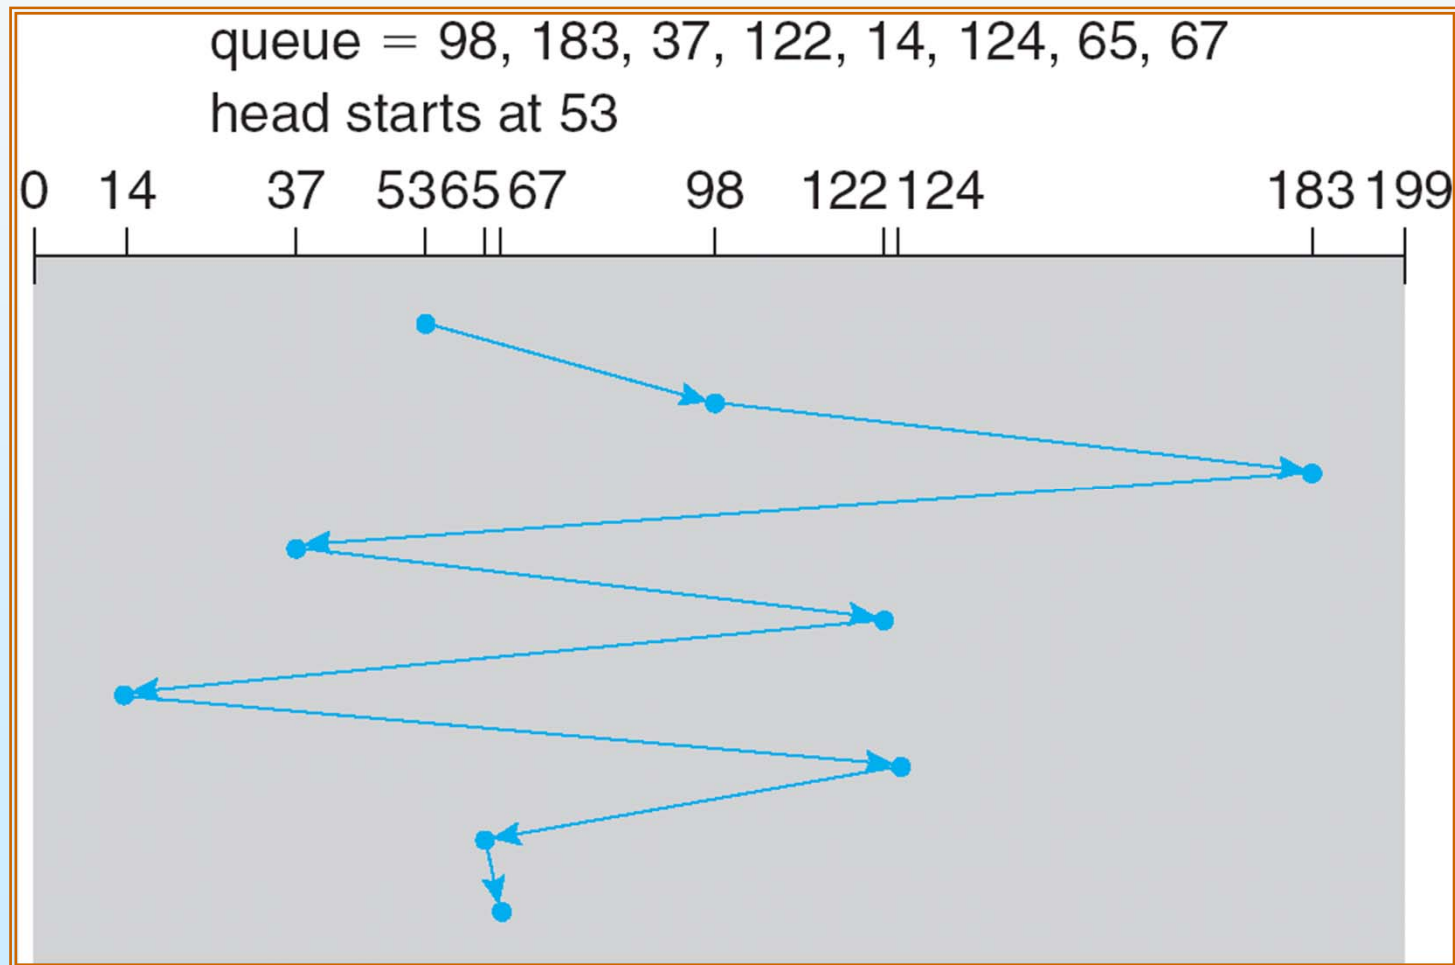 queue = 98, 183, 37, 122, 14, 124, 65, 67
head starts at 53
0 14 37 53 65 67 98 122 124 183 199